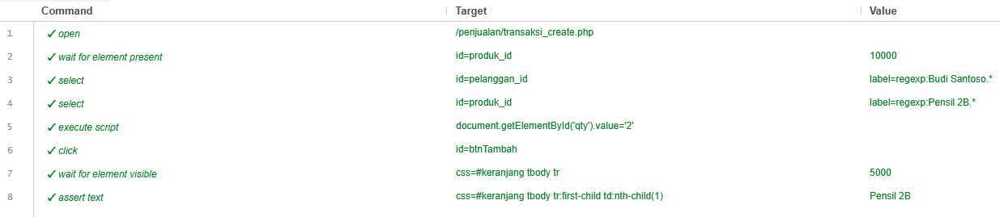 Command Target Value
1 ✓ open /penjualan/transaksi_create.php
2 ✓ wait for element present id=produk_id 10000
3 ✓ select id=pelanggan_id label=regexp:Budi Santoso.*
4 ✓ select id=produk_id label=regexp:Pensil 2B.*
5 ✓ execute script document.getElementById('qty').value='2'
6 ✓ click id=btnTambah
7 ✓ wait for element visible css=#keranjang tbody tr 5000
8 ✓ assert text css=#keranjang tbody tr:first-child td:nth-child(1) Pensil 2B